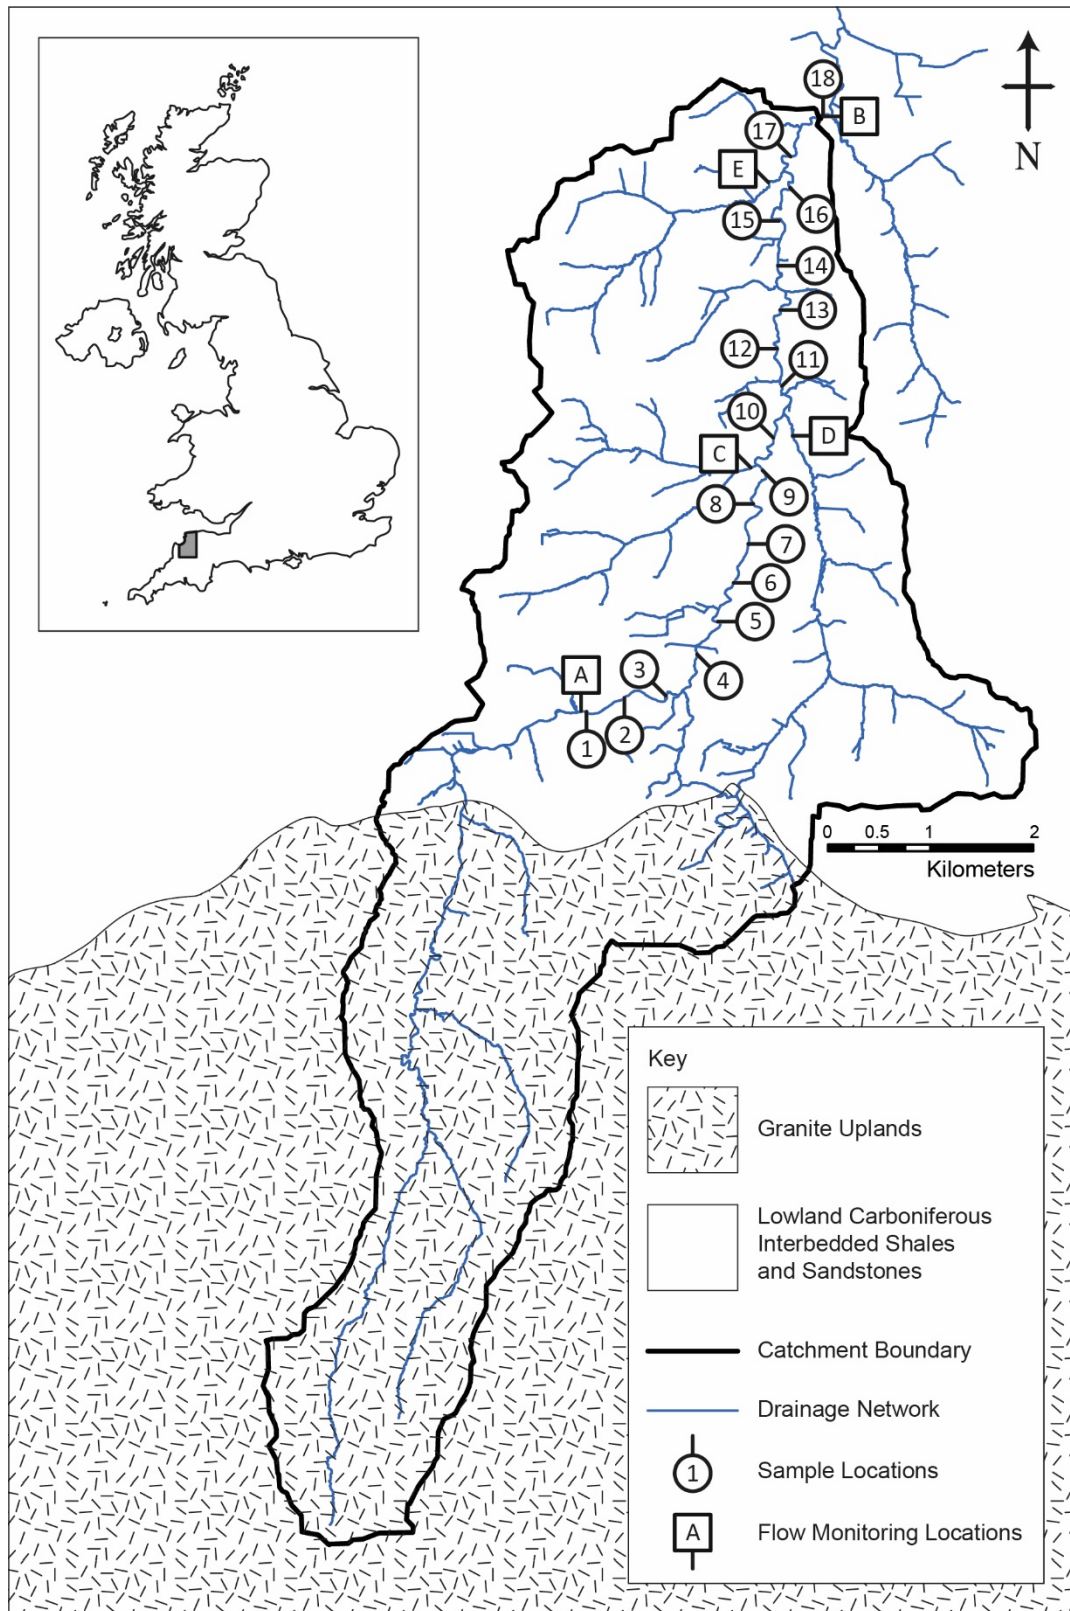 18
B
17
N
E
15
16
14
13
12
11
10
D
C
8
9
7
6
5
A
3
4
1
2
0 0.5 1 2
Kilometers
Key
Granite Uplands
Lowland Carboniferous
Interbedded Shales
and Sandstones
Catchment Boundary
Drainage Network
1 Sample Locations
A Flow Monitoring Locations